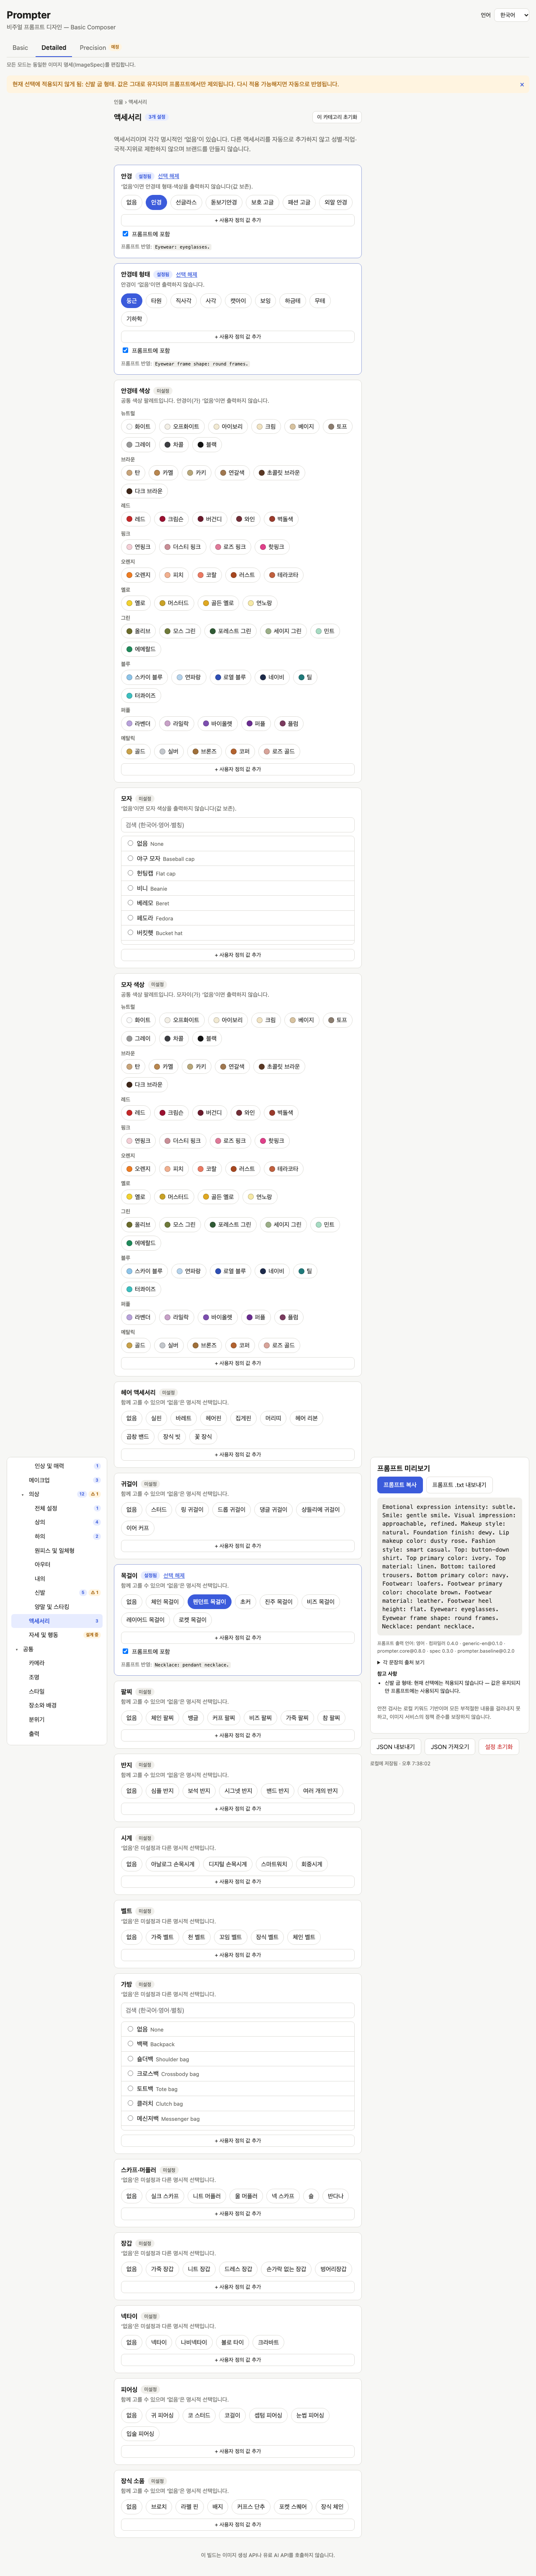 Prompter
비주얼 프롬프트 디자인 — Basic Composer
언어 한국어
Basic Detailed Precision 예정
모든 모드는 동일한 이미지 명세(ImageSpec)를 편집합니다.
현재 선택에 적용되지 않게 됨: 신발 굽 형태. 값은 그대로 유지되며 프롬프트에서만 제외됩니다. 다시 적용 가능해지면 자동으로 반영됩니다. ✕
인물 › 액세서리
액세서리 3개 설정 이 카테고리 초기화
액세서리이며 각각 명시적인 '없음'이 있습니다. 다른 액세서리를 자동으로 추가하지 않고 성별·직업·
국적·지위로 제한하지 않으며 브랜드를 만들지 않습니다.
안경 설정됨 선택 해제
'없음'이면 안경테 형태·색상을 출력하지 않습니다(값 보존).
없음 안경 선글라스 돋보기안경 보호 고글 패션 고글 외알 안경
+ 사용자 정의 값 추가
프롬프트에 포함
프롬프트 반영: Eyewear: eyeglasses.
안경테 형태 설정됨 선택 해제
안경이 '없음'이면 출력하지 않습니다.
둥근 타원 직사각 사각 캣아이 보잉 하금테 무테
기하학
+ 사용자 정의 값 추가
프롬프트에 포함
프롬프트 반영: Eyewear frame shape: round frames.
안경테 색상 미설정
공통 색상 팔레트입니다. 안경이(가) '없음'이면 출력하지 않습니다.
뉴트럴
화이트 오프화이트 아이보리 크림 베이지 토프
그레이 차콜 블랙
브라운
탄 카멜 카키 연갈색 초콜릿 브라운
다크 브라운
레드
레드 크림슨 버건디 와인 벽돌색
핑크
연핑크 더스티 핑크 로즈 핑크 핫핑크
오렌지
오렌지 피치 코랄 러스트 테라코타
옐로
옐로 머스터드 골든 옐로 연노랑
그린
올리브 모스 그린 포레스트 그린 세이지 그린 민트
에메랄드
블루
스카이 블루 연파랑 로열 블루 네이비 틸
터콰이즈
퍼플
라벤더 라일락 바이올렛 퍼플 플럼
메탈릭
골드 실버 브론즈 코퍼 로즈 골드
+ 사용자 정의 값 추가
모자 미설정
'없음'이면 모자 색상을 출력하지 않습니다(값 보존).
검색 (한국어·영어·별칭)
없음 None
야구 모자 Baseball cap
헌팅캡 Flat cap
비니 Beanie
베레모 Beret
페도라 Fedora
버킷햇 Bucket hat
+ 사용자 정의 값 추가
모자 색상 미설정
공통 색상 팔레트입니다. 모자이(가) '없음'이면 출력하지 않습니다.
뉴트럴
화이트 오프화이트 아이보리 크림 베이지 토프
그레이 차콜 블랙
브라운
탄 카멜 카키 연갈색 초콜릿 브라운
다크 브라운
레드
레드 크림슨 버건디 와인 벽돌색
핑크
연핑크 더스티 핑크 로즈 핑크 핫핑크
오렌지
오렌지 피치 코랄 러스트 테라코타
옐로
옐로 머스터드 골든 옐로 연노랑
그린
올리브 모스 그린 포레스트 그린 세이지 그린 민트
에메랄드
블루
스카이 블루 연파랑 로열 블루 네이비 틸
터콰이즈
퍼플
라벤더 라일락 바이올렛 퍼플 플럼
메탈릭
골드 실버 브론즈 코퍼 로즈 골드
+ 사용자 정의 값 추가
헤어 액세서리 미설정
함께 고를 수 있으며 '없음'은 명시적 선택입니다.
없음 실핀 바레트 헤어핀 집게핀 머리띠 헤어 리본
곱창 밴드 장식 빗 꽃 장식
+ 사용자 정의 값 추가
귀걸이 미설정
함께 고를 수 있으며 '없음'은 명시적 선택입니다.
없음 스터드 링 귀걸이 드롭 귀걸이 댕글 귀걸이 샹들리에 귀걸이
이어 커프
+ 사용자 정의 값 추가
목걸이 설정됨 선택 해제
함께 고를 수 있으며 '없음'은 명시적 선택입니다.
없음 체인 목걸이 펜던트 목걸이 초커 진주 목걸이 비즈 목걸이
레이어드 목걸이 로켓 목걸이
+ 사용자 정의 값 추가
프롬프트에 포함
프롬프트 반영: Necklace: pendant necklace.
팔찌 미설정
함께 고를 수 있으며 '없음'은 명시적 선택입니다.
없음 체인 팔찌 뱅글 커프 팔찌 비즈 팔찌 가죽 팔찌 참 팔찌
+ 사용자 정의 값 추가
반지 미설정
함께 고를 수 있으며 '없음'은 명시적 선택입니다.
없음 심플 반지 보석 반지 시그넷 반지 밴드 반지 여러 개의 반지
+ 사용자 정의 값 추가
시계 미설정
'없음'은 미설정과 다른 명시적 선택입니다.
없음 아날로그 손목시계 디지털 손목시계 스마트워치 회중시계
+ 사용자 정의 값 추가
벨트 미설정
'없음'은 미설정과 다른 명시적 선택입니다.
없음 가죽 벨트 천 벨트 꼬임 벨트 장식 벨트 체인 벨트
+ 사용자 정의 값 추가
가방 미설정
'없음'은 미설정과 다른 명시적 선택입니다.
검색 (한국어·영어·별칭)
없음 None
백팩 Backpack
숄더백 Shoulder bag
크로스백 Crossbody bag
토트백 Tote bag
클러치 Clutch bag
메신저백 Messenger bag
+ 사용자 정의 값 추가
스카프·머플러 미설정
'없음'은 미설정과 다른 명시적 선택입니다.
없음 실크 스카프 니트 머플러 울 머플러 넥 스카프 숄 반다나
+ 사용자 정의 값 추가
장갑 미설정
'없음'은 미설정과 다른 명시적 선택입니다.
없음 가죽 장갑 니트 장갑 드레스 장갑 손가락 없는 장갑 벙어리장갑
+ 사용자 정의 값 추가
넥타이 미설정
'없음'은 미설정과 다른 명시적 선택입니다.
없음 넥타이 나비넥타이 볼로 타이 크라바트
+ 사용자 정의 값 추가
피어싱 미설정
함께 고를 수 있으며 '없음'은 명시적 선택입니다.
없음 귀 피어싱 코 스터드 코걸이 셉텀 피어싱 눈썹 피어싱
입술 피어싱
+ 사용자 정의 값 추가
장식 소품 미설정
함께 고를 수 있으며 '없음'은 명시적 선택입니다.
없음 브로치 라펠 핀 배지 커프스 단추 포켓 스퀘어 장식 체인
+ 사용자 정의 값 추가
인상 및 매력 1
메이크업 3
의상 12 ⚠ 1
전체 설정 1
상의 4
하의 2
원피스 및 일체형
아우터
내의
신발 5 ⚠ 1
양말 및 스타킹
액세서리 3
자세 및 행동 설계 중
공통
카메라
조명
스타일
장소와 배경
분위기
출력
프롬프트 미리보기
프롬프트 복사 프롬프트 .txt 내보내기
Emotional expression intensity: subtle.
Smile: gentle smile. Visual impression:
approachable, refined. Makeup style:
natural. Foundation finish: dewy. Lip
makeup color: dusty rose. Fashion
style: smart casual. Top: button-down
shirt. Top primary color: ivory. Top
material: linen. Bottom: tailored
trousers. Bottom primary color: navy.
Footwear: loafers. Footwear primary
color: chocolate brown. Footwear
material: leather. Footwear heel
height: flat. Eyewear: eyeglasses.
Eyewear frame shape: round frames.
Necklace: pendant necklace.
프롬프트 출력 언어: 영어 · 컴파일러 0.4.0 · generic-en@0.1.0 ·
prompter.core@0.8.0 · spec 0.3.0 · prompter.baseline@0.2.0
▸ 각 문장의 출처 보기
참고 사항
• 신발 굽 형태: 현재 선택에는 적용되지 않습니다 — 값은 유지되지
만 프롬프트에는 사용되지 않습니다.
안전 검사는 로컬 키워드 기반이며 모든 부적절한 내용을 걸러내지 못
하고, 이미지 서비스의 정책 준수를 보장하지 않습니다.
JSON 내보내기 JSON 가져오기 설정 초기화
로컬에 저장됨 · 오후 7:38:02
이 빌드는 이미지 생성 API나 유료 AI API를 호출하지 않습니다.